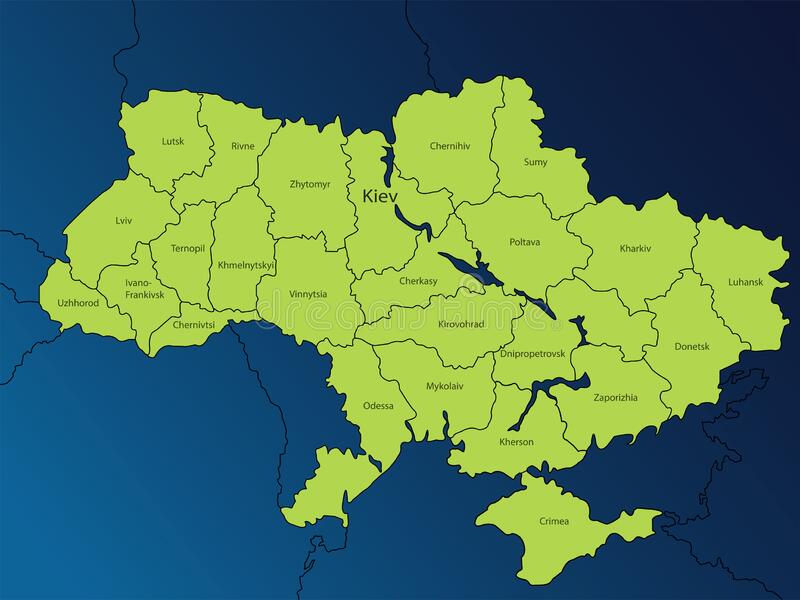 Lutsk
Rivne
Zhytomyr
Kiev
Chernihiv
Sumy
Lviv
Ternopil
Khmelnytskyi
Poltava
Kharkiv
Luhansk
Uzhhorod
Ivano-
Frankivsk
Chernivtsi
Vinnytsia
Cherkasy
Kirovohrad
Dnipropetrovsk
Donetsk
Odessa
Mykolaiv
Zaporizhia
Kherson
Crimea
dreamstime